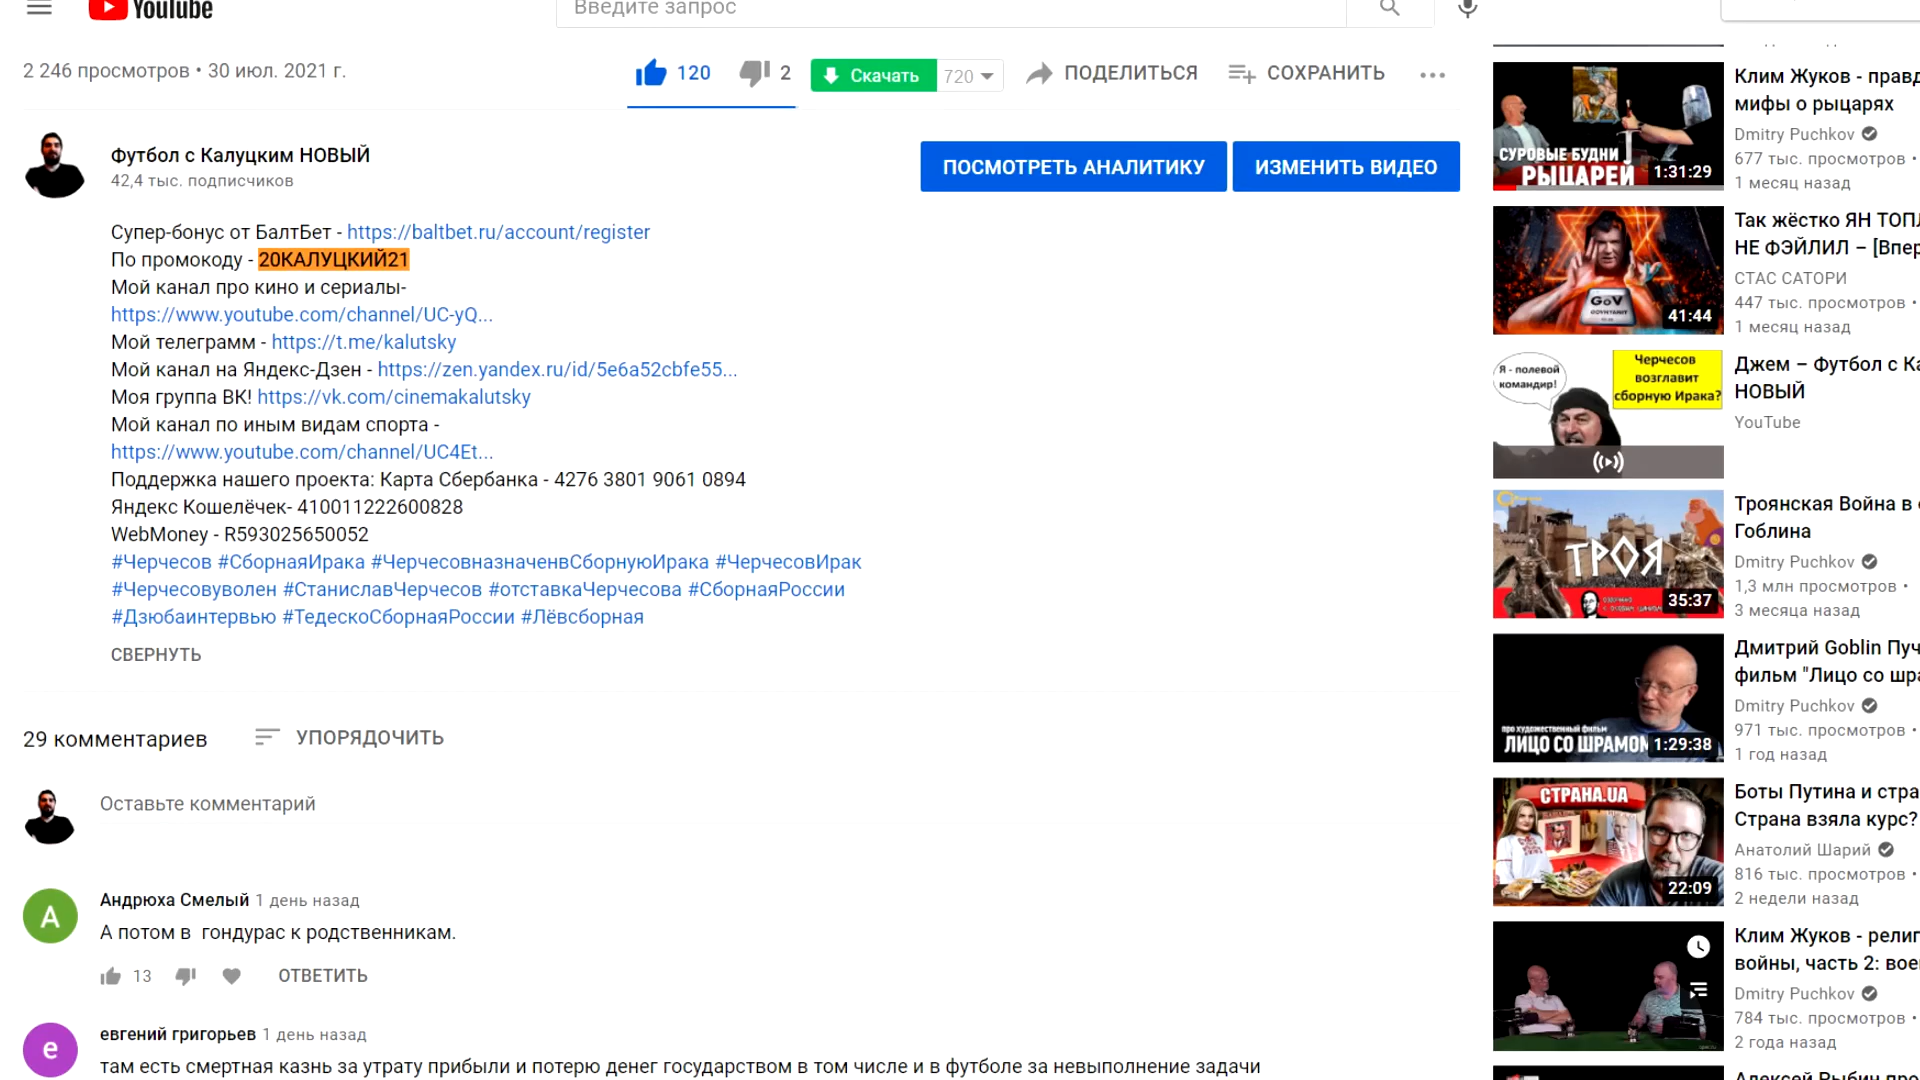 YouTube
Введите запрос
2 246 просмотров • 30 июл. 2021 г.
120
2
Скачать
720
ПОДЕЛИТЬСЯ
СОХРАНИТЬ
Футбол с Калуцким НОВЫЙ
42,4 тыс. подписчиков
ПОСМОТРЕТЬ АНАЛИТИКУ
ИЗМЕНИТЬ ВИДЕО
Супер-бонус от БалтБет - https://baltbet.ru/account/register
По промокоду - 20КАЛУЦКИЙ21
Мой канал про кино и сериалы-
https://www.youtube.com/channel/UC-yQ...
Мой телеграмм - https://t.me/kalutsky
Мой канал на Яндекс-Дзен - https://zen.yandex.ru/id/5e6a52cbfe55...
Моя группа ВК! https://vk.com/cinemakalutsky
Мой канал по иным видам спорта -
https://www.youtube.com/channel/UC4Et...
Поддержка нашего проекта: Карта Сбербанка - 4276 3801 9061 0894
Яндекс Кошелёчек- 410011222600828
WebMoney - R593025650052
#Черчесов #СборнаяИрака #ЧерчесовназначенвСборнуюИрака #ЧерчесовИрак
#Черчесовуволен #СтаниславЧерчесов #отставкаЧерчесова #СборнаяРоссии
#Дзюбаинтервью #ТедескоСборнаяРоссии #Лёвсборная
СВЕРНУТЬ
29 комментариев
УПОРЯДОЧИТЬ
Оставьте комментарий
А
Андрюха Смелый 1 день назад
А потом в гондурас к родственникам.
13
ОТВЕТИТЬ
е
евгений григорьев 1 день назад
там есть смертная казнь за утрату прибыли и потерю денег государством в том числе и в футболе за невыполнение задачи
СУРОВЫЕ БУДНИ
РЫЦАРЕЙ
1:31:29
Клим Жуков - правд
мифы о рыцарях
Dmitry Puchkov
677 тыс. просмотров •
1 месяц назад
GoV
41:44
Так жёстко ЯН ТОПЛ
НЕ ФЭЙЛИЛ – [Впер
СТАС САТОРИ
447 тыс. просмотров •
1 месяц назад
Я - полевой
командир!
Черчесов
возглавит
сборную Ирака?
Джем – Футбол с Ка
НОВЫЙ
YouTube
ТРОЯ
35:37
Троянская Война в
Гоблина
Dmitry Puchkov
1,3 млн просмотров •
3 месяца назад
про художественный фильм
ЛИЦО СО ШРАМОМ
1:29:38
Дмитрий Goblin Пуч
фильм "Лицо со шра
Dmitry Puchkov
971 тыс. просмотров •
1 год назад
СТРАНА.UA
22:09
Боты Путина и стра
Страна взяла курс?
Анатолий Шарий
816 тыс. просмотров •
2 недели назад
Клим Жуков - религ
войны, часть 2: вое
Dmitry Puchkov
784 тыс. просмотров •
2 года назад
Алексей Рыбин про